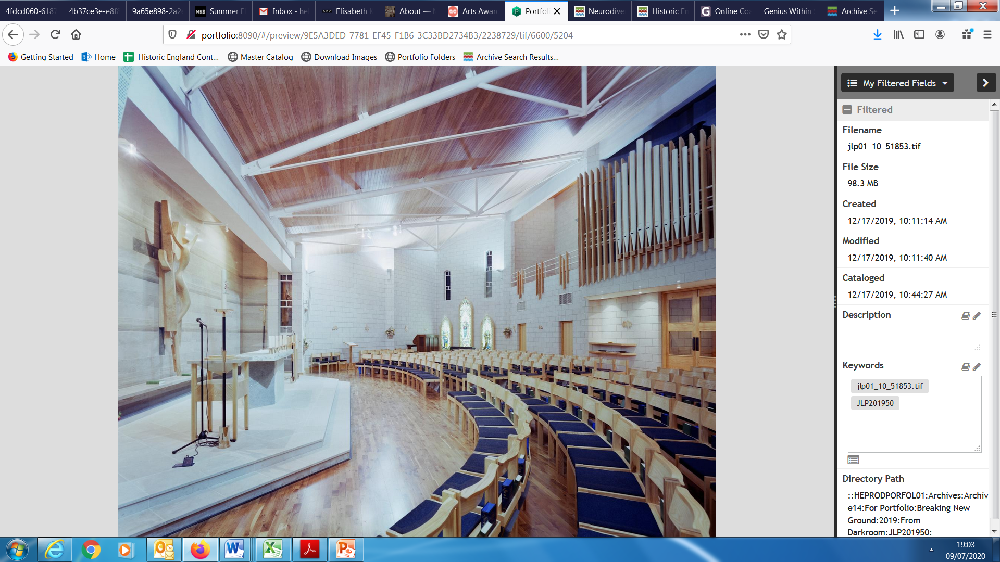 4fdcd060-6187
4b37ce3e-e8f8
9a65e898-2a2
M&S Summer F
Inbox - he
BBC Elisabeth
About —
Arts Awar
Portfol
Neurodive
Historic En
Online Co
Genius Within
Archive Se
portfolio:8090/#/preview/9E5A3DED-7781-EF45-F1B6-3C33BD2734B3/2238729/tif/6600/5204
Getting Started
Home
Historic England Cont...
Master Catalog
Download Images
Portfolio Folders
Archive Search Results...
My Filtered Fields
Filtered
Filename
jlp01_10_51853.tif
File Size
98.3 MB
Created
12/17/2019, 10:11:14 AM
Modified
12/17/2019, 10:11:40 AM
Cataloged
12/17/2019, 10:44:27 AM
Description
Keywords
jlp01_10_51853.tif
JLP201950
Directory Path
::HEPRODPORFOL01:Archives:Archiv
e14:For Portfolio:Breaking New
Ground:2019:From
Darkroom:JLP201950:
19:03
09/07/2020